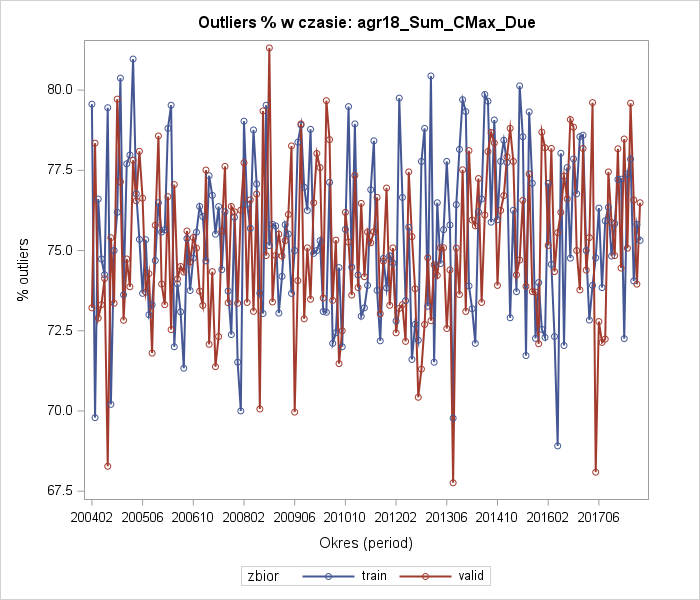 Outliers % w czasie: agr18_Sum_CMax_Due
% outliers
80.0
77.5
75.0
72.5
70.0
67.5
200402 200506 200610 200802 200906 201010 201202 201306 201410 201602 201706
Okres (period)
zbior train valid